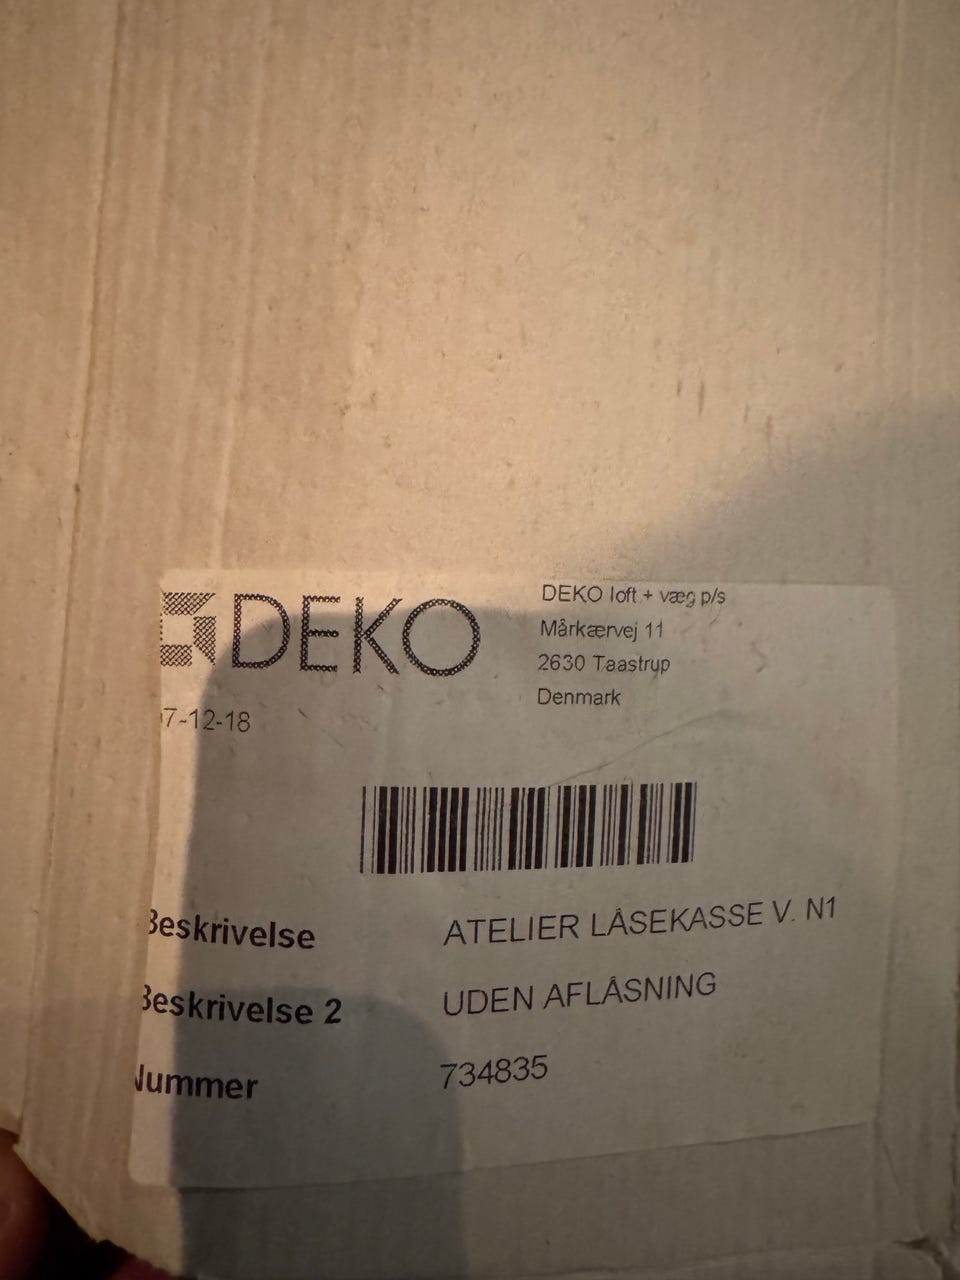 DEKO
DEKO loft + væg p/s
Mårkærvej 11
2630 Taastrup
Denmark
7-12-18
Beskrivelse ATELIER LÅSEKASSE V. N1
Beskrivelse 2 UDEN AFLÅSNING
Nummer 734835